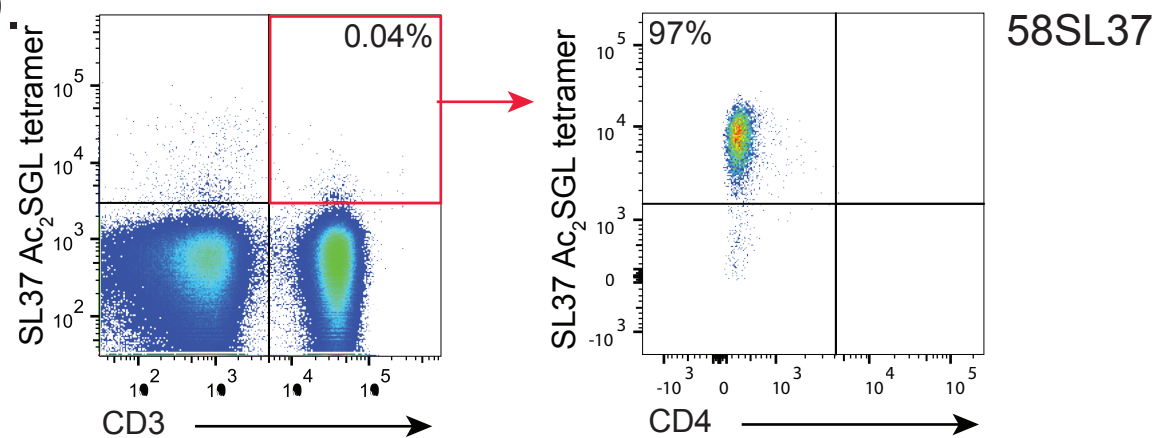 58SL37
0.04%
SL37 Ac2SGL tetramer
10 5
10 4
10 3
10 2
10 2 10 3 10 4 10 5
CD3
97%
SL37 Ac2SGL tetramer
10 5
10 4
10 3
0
-10 3
-10 3 0 10 3 10 4 10 5
CD4